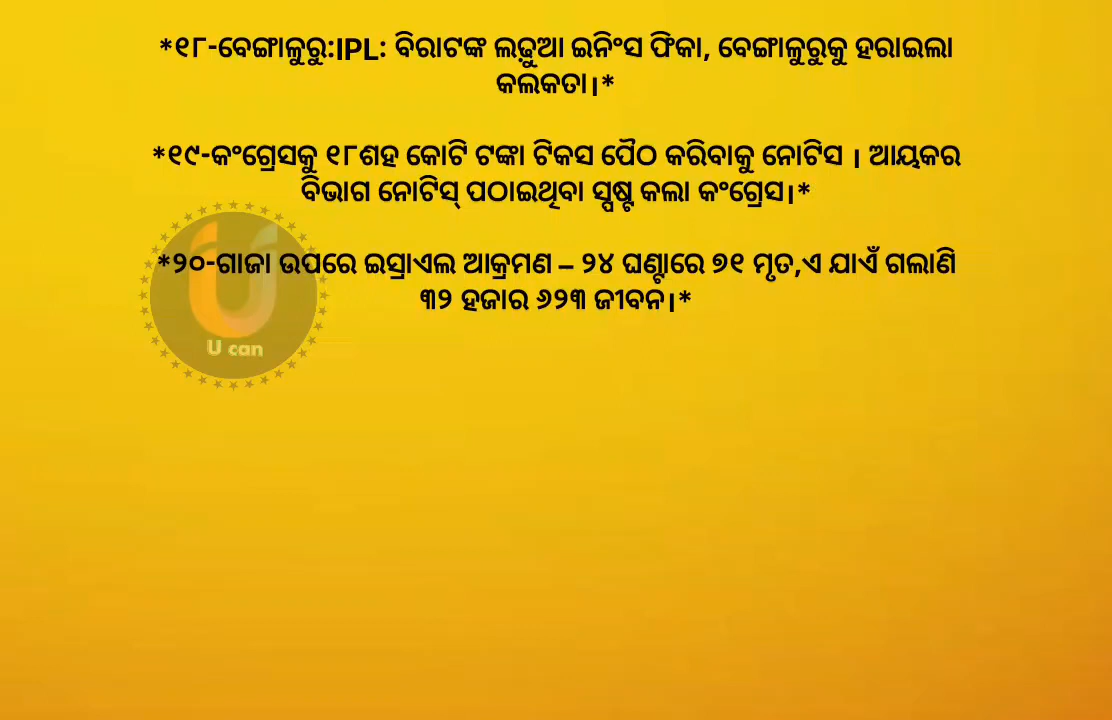 *୧୮-ବେଙ୍ଗାଳୁରୁ:IPL: ବିରାଟଙ୍କ ଲଢ଼ୁଆ ଇନିଂସ ଫିକା, ବେଙ୍ଗାଳୁରୁକୁ ହରାଇଲା
କଲକତା।*
*୧୯-କଂଗ୍ରେସକୁ ୧୮ଶହ କୋଟି ଟଙ୍କା ଟିକସ ପୈଠ କରିବାକୁ ନୋଟିସ । ଆୟକର
ବିଭାଗ ନୋଟିସ୍ ପଠାଇଥିବା ସ୍ପଷ୍ଟ କଲା କଂଗ୍ରେସ।*
*୨୦-ଗାଜା ଉପରେ ଇସ୍ରାଏଲ ଆକ୍ରମଣ – ୨୪ ଘଣ୍ଟାରେ ୭୧ ମୃତ,ଏ ଯାଏଁ ଗଲାଣି
୩୨ ହଜାର ୬୨୩ ଜୀବନ।*
U can